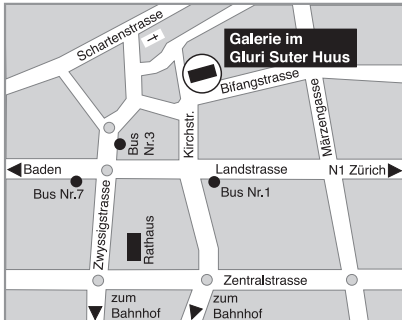 Schartenstrasse
Galerie im
Gluri Suter Huus
Bifangstrasse
Märzengasse
Kirchstr.
Bus
Nr.3
Baden
Landstrasse
N1 Zürich
Bus Nr.7
Bus Nr.1
Zwyssigstrasse
Rathaus
Zentralstrasse
zum
Bahnhof
zum
Bahnhof